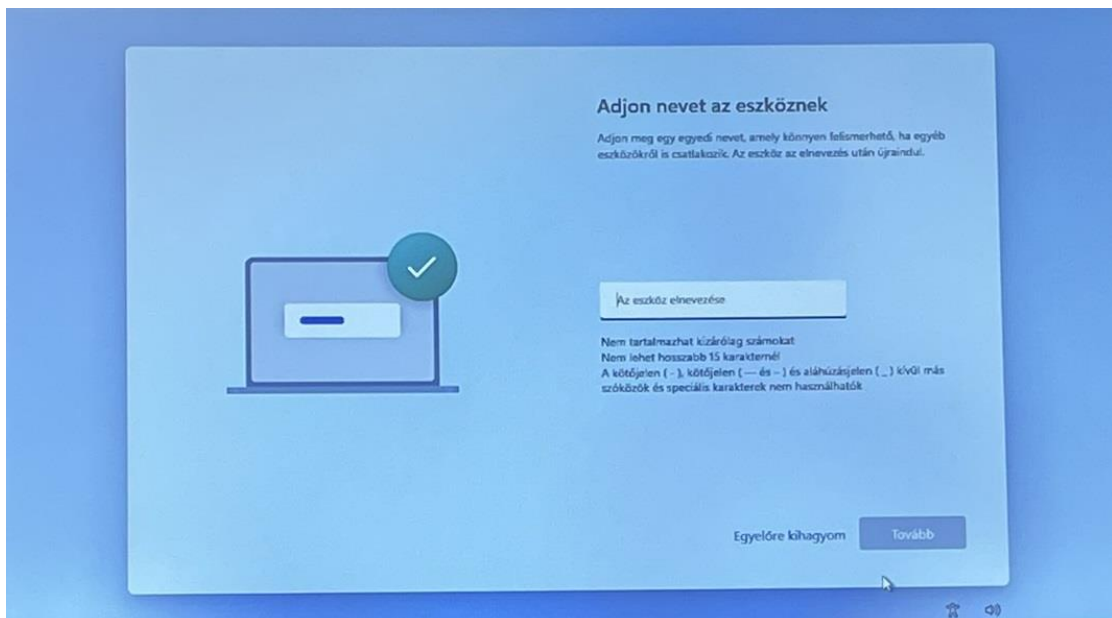 Adjon nevet az eszköznek
Adjon meg egy egyedi nevet, amely könnyen felismerhető, ha egyéb
eszközökről is csatlakozik. Az eszköz az elnevezés után újraindul.
Az eszköz elnevezése
Nem tartalmazhat kizárólag számokat
Nem lehet hosszabb 15 karakternél
A kötőjelen ( - ), kötőjelen ( — és – ) és aláhúzásjelen ( _ ) kívül más
szóközök és speciális karakterek nem használhatók
Egyelőre kihagyom
Tovább